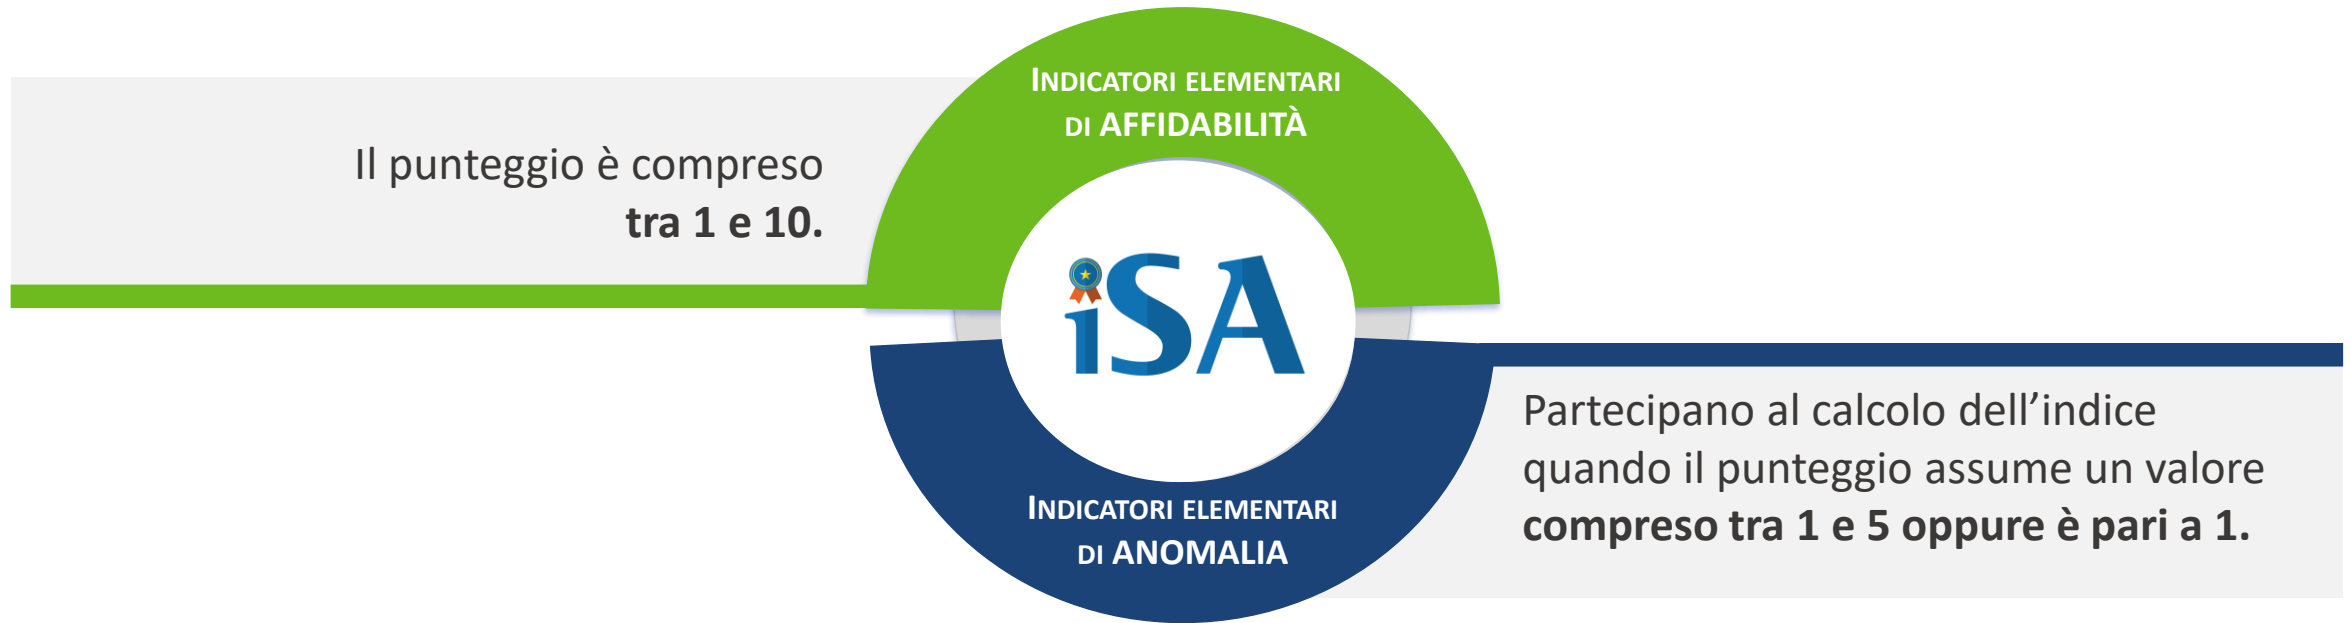 INDICATORI ELEMENTARI
DI AFFIDABILITÀ
Il punteggio è compreso
tra 1 e 10.
iSA
Partecipano al calcolo dell’indice
quando il punteggio assume un valore
compreso tra 1 e 5 oppure è pari a 1.
INDICATORI ELEMENTARI
DI ANOMALIA